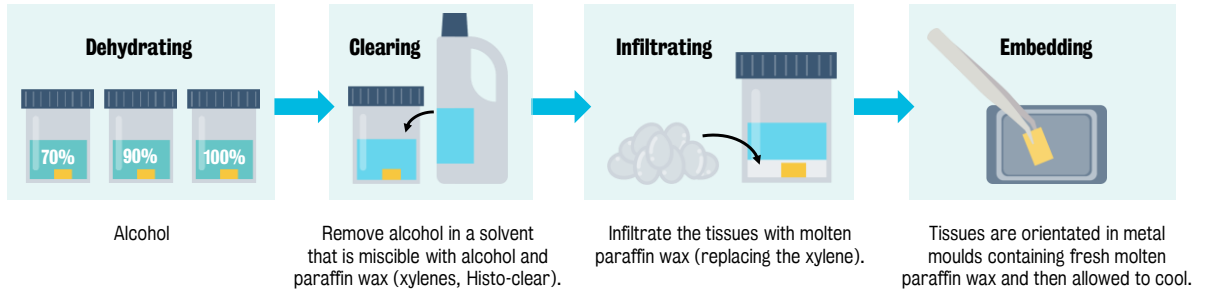 Dehydrating
70%
90%
100%
Alcohol
Clearing
Remove alcohol in a solvent
that is miscible with alcohol and
paraffin wax (xylenes, Histo-clear).
Infiltrating
Infiltrate the tissues with molten
paraffin wax (replacing the xylene).
Embedding
Tissues are orientated in metal
moulds containing fresh molten
paraffin wax and then allowed to cool.